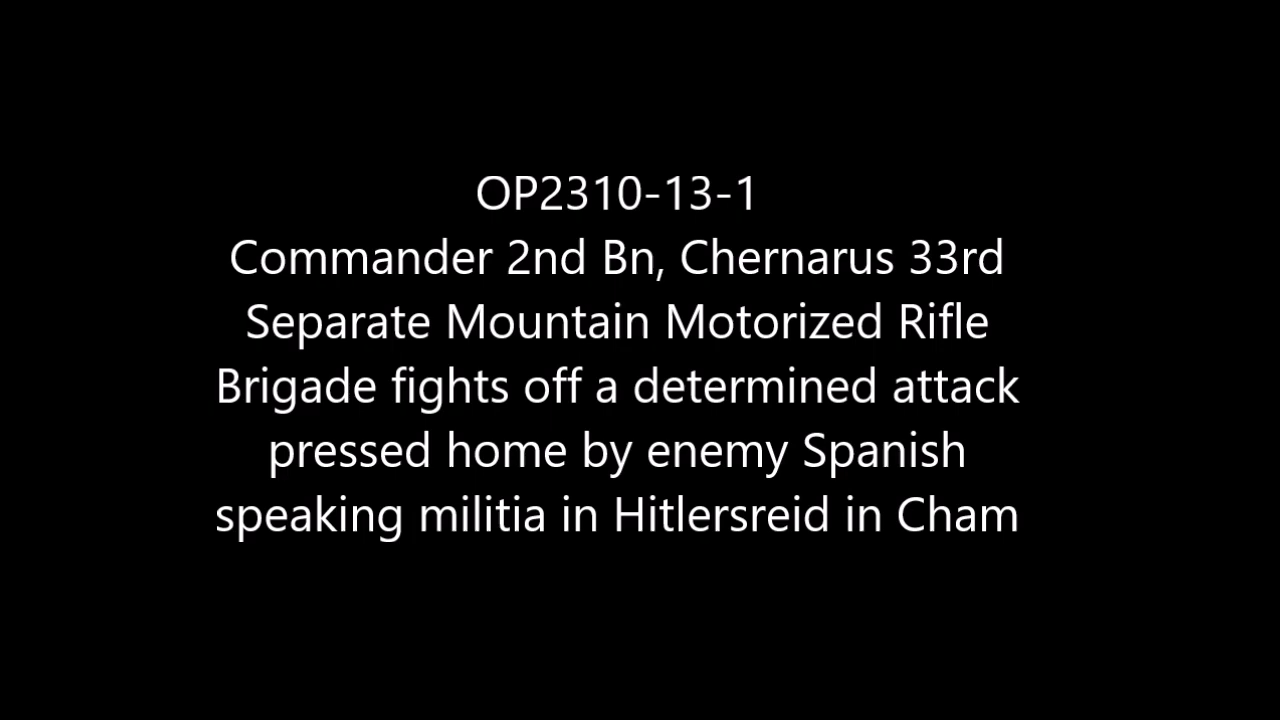 OP2310-13-1
Commander 2nd Bn, Chernarus 33rd
Separate Mountain Motorized Rifle
Brigade fights off a determined attack
pressed home by enemy Spanish
speaking militia in Hitlersreid in Cham